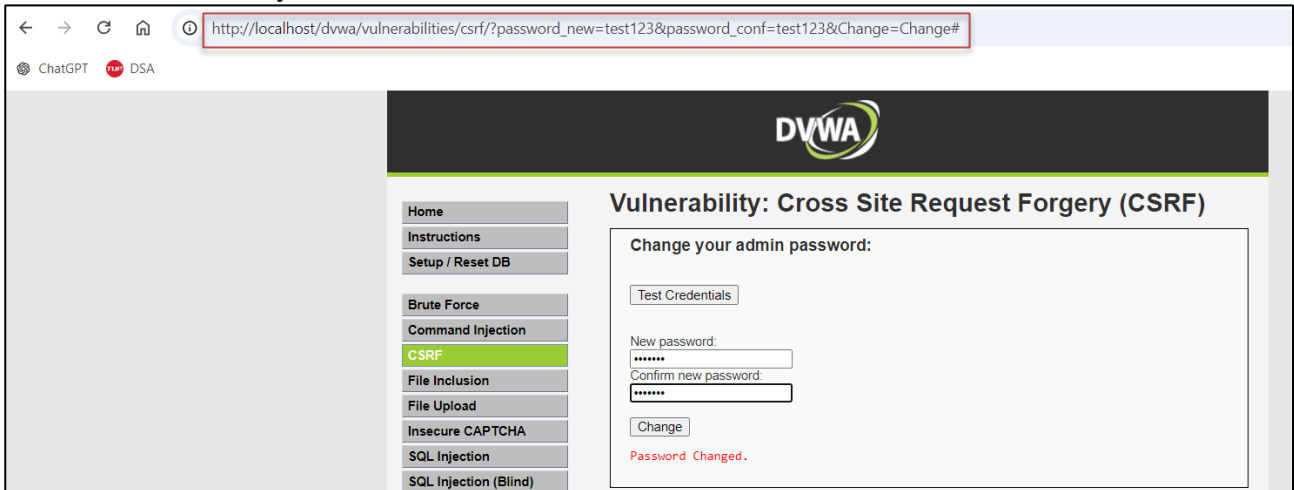 http://localhost/dvwa/vulnerabilities/csrf/?password_new=test123&password_conf=test123&Change=Change#
ChatGPT
TUP
DSA
DVWA
Home
Instructions
Setup / Reset DB
Brute Force
Command Injection
CSRF
File Inclusion
File Upload
Insecure CAPTCHA
SQL Injection
SQL Injection (Blind)
Vulnerability: Cross Site Request Forgery (CSRF)
Change your admin password:
Test Credentials
New password:
•••••••
Confirm new password:
•••••••
Change
Password Changed.